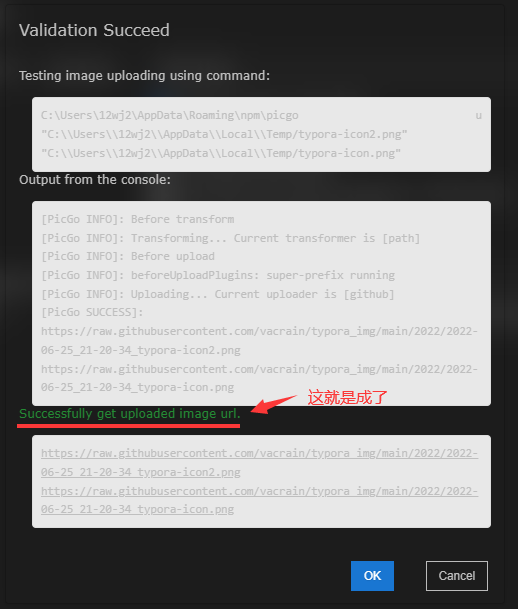 Validation Succeed
Testing image uploading using command:
C:\Users\12wj2\AppData\Roaming\npm\picgo u
"C:\\Users\\12wj2\\AppData\\Local\\Temp/typora-icon2.png"
"C:\\Users\\12wj2\\AppData\\Local\\Temp/typora-icon.png"
Output from the console:
[PicGo INFO]: Before transform
[PicGo INFO]: Transforming... Current transformer is [path]
[PicGo INFO]: Before upload
[PicGo INFO]: beforeUploadPlugins: super-prefix running
[PicGo INFO]: Uploading... Current uploader is [github]
[PicGo SUCCESS]:
https://raw.githubusercontent.com/vacrain/typora_img/main/2022/2022-
06-25_21-20-34_typora-icon2.png
https://raw.githubusercontent.com/vacrain/typora_img/main/2022/2022-
06-25_21-20-34_typora-icon.png
这就是成了
Successfully get uploaded image url.
https://raw.githubusercontent.com/vacrain/typora_img/main/2022/2022-
06-25_21-20-34_typora-icon2.png
https://raw.githubusercontent.com/vacrain/typora_img/main/2022/2022-
06-25_21-20-34_typora-icon.png
OK
Cancel